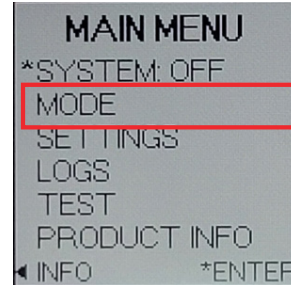 MAIN MENU
*SYSTEM: OFF
MODE
SETTINGS
LOGS
TEST
PRODUCT INFO
◄ INFO *ENTER